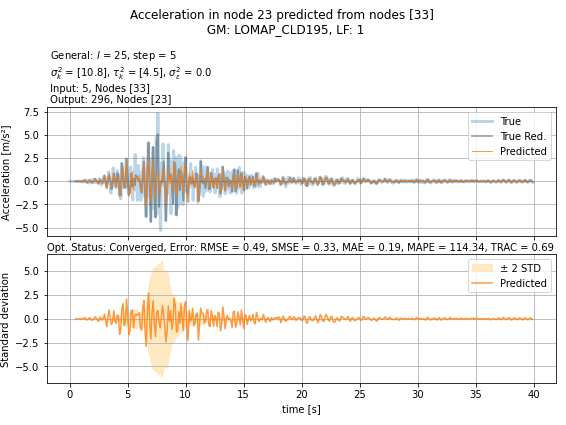 Acceleration in node 23 predicted from nodes [33]
GM: LOMAP_CLD195, LF: 1
General: l = 25, step = 5
σ²ₖ = [10.8], τ²ₖ = [4.5], σ²ε = 0.0
Input: 5, Nodes [33]
Output: 296, Nodes [23]
Acceleration [m/s²]
7.5
5.0
2.5
0.0
−2.5
−5.0
True
True Red.
Predicted
Opt. Status: Converged, Error: RMSE = 0.49, SMSE = 0.33, MAE = 0.19, MAPE = 114.34, TRAC = 0.69
Standard deviation
5.0
2.5
0.0
−2.5
−5.0
± 2 STD
Predicted
0 5 10 15 20 25 30 35 40
time [s]